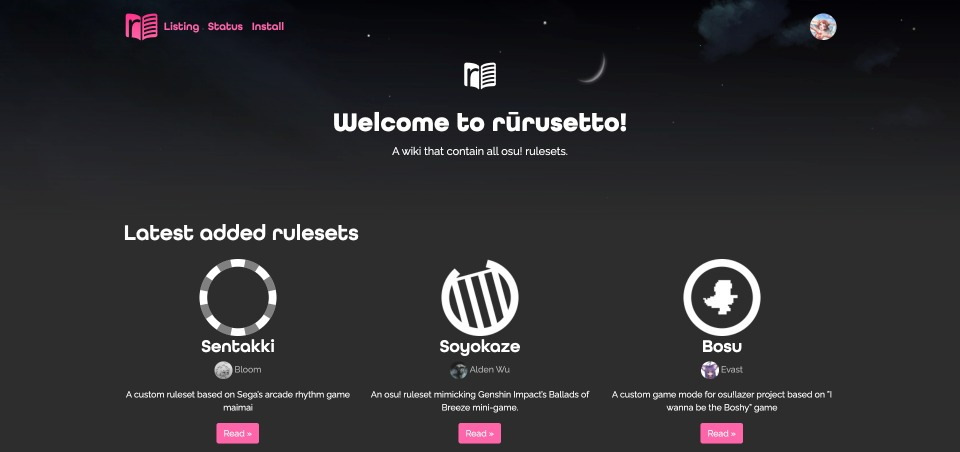 Listing Status Install
Welcome to rūrusetto!
A wiki that contain all osu! rulesets.
Latest added rulesets
Sentakki
Bloom
A custom ruleset based on Sega's arcade rhythm game
maimai
Read »
Soyokaze
Alden Wu
An osu! ruleset mimicking Genshin Impact's Ballads of
Breeze mini-game.
Read »
Bosu
Evast
A custom game mode for osu!lazer project based on "I
wanna be the Boshy" game
Read »